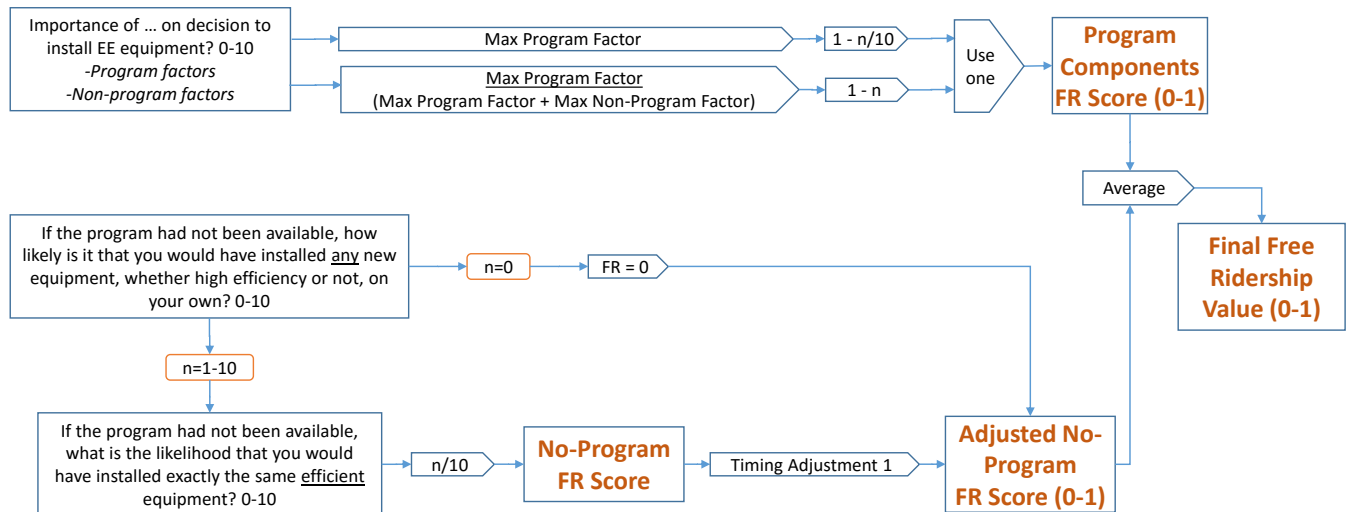 Importance of … on decision to
install EE equipment? 0-10
-Program factors
-Non-program factors
Max Program Factor
1 - n/10
Max Program Factor
(Max Program Factor + Max Non-Program Factor)
1 - n
Use
one
Program
Components
FR Score (0-1)
Average
Final Free
Ridership
Value (0-1)
If the program had not been available, how
likely is it that you would have installed any new
equipment, whether high efficiency or not, on
your own? 0-10
n=0
FR = 0
n=1-10
If the program had not been available,
what is the likelihood that you would
have installed exactly the same efficient
equipment? 0-10
n/10
No-Program
FR Score
Timing Adjustment 1
Adjusted No-
Program
FR Score (0-1)